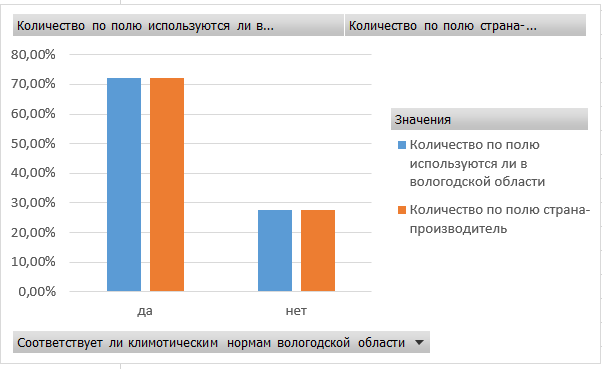 Количество по полю используются ли в...
Количество по полю страна-...
80,00%
70,00%
60,00%
50,00%
40,00%
30,00%
20,00%
10,00%
0,00%
да
нет
Значения
Количество по полю
используются ли в
вологодской области
Количество по полю страна-
производитель
Соответствует ли климотическим нормам вологодской области